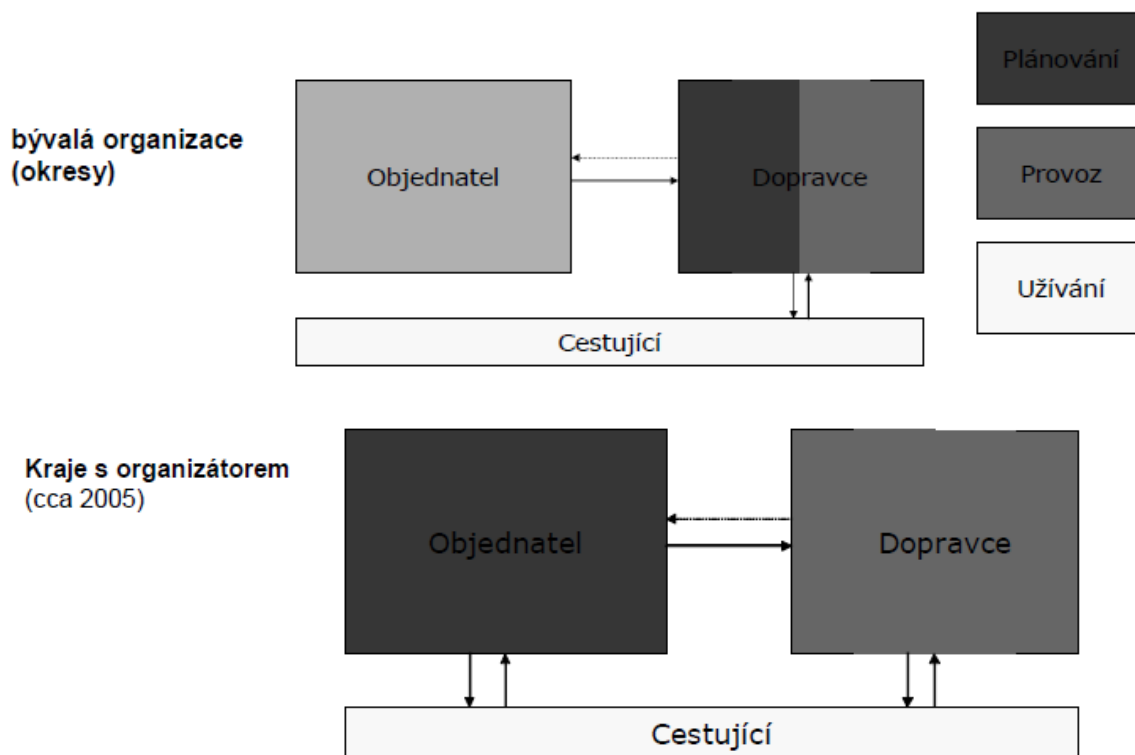 Plánování
bývalá organizace
(okresy)
Objednatel
Dopravce
Provoz
Užívání
Cestující
Kraje s organizátorem
(cca 2005)
Objednatel
Dopravce
Cestující